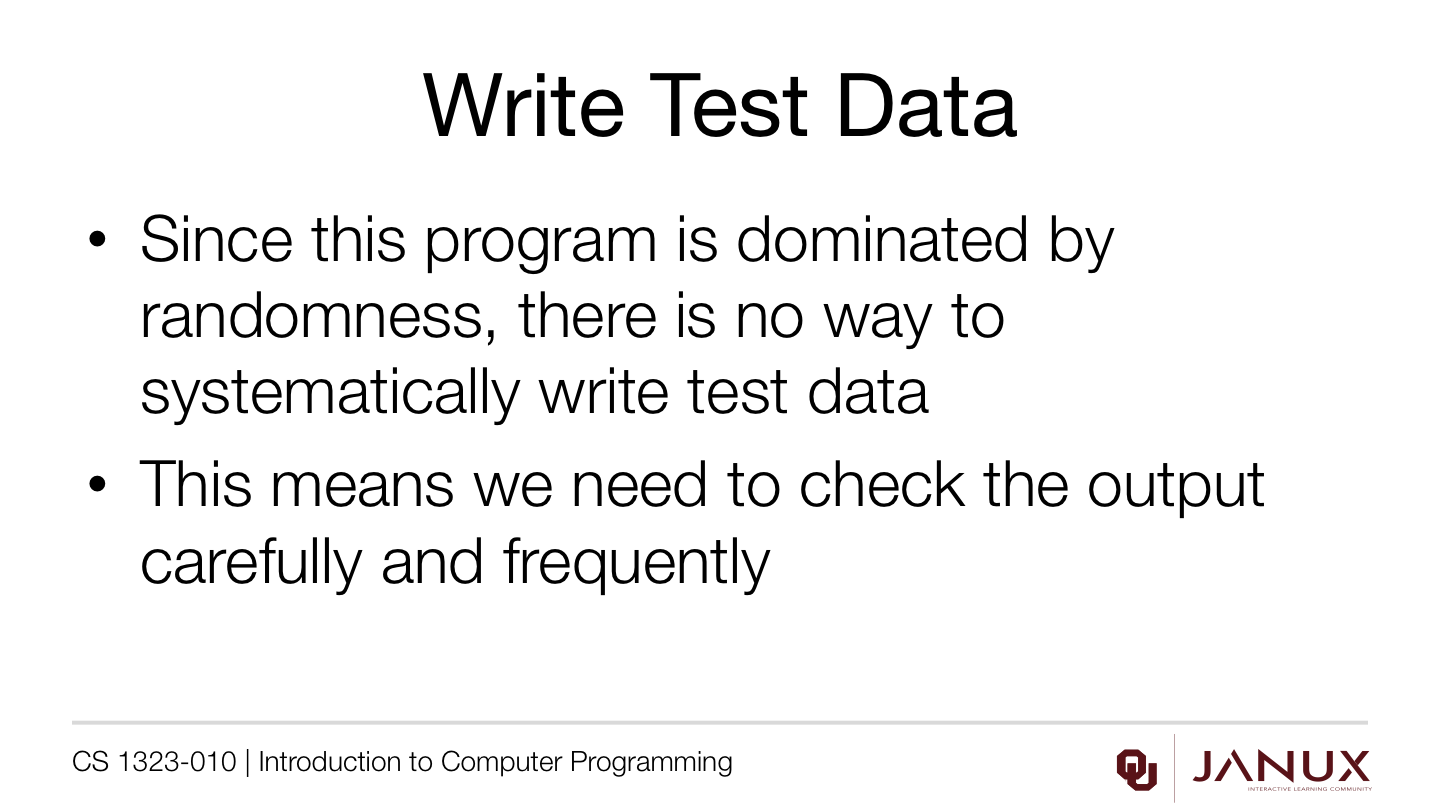 Write Test Data
• Since this program is dominated by
randomness, there is no way to
systematically write test data
• This means we need to check the output
carefully and frequently
CS 1323-010 | Introduction to Computer Programming
OU
JANUX
INTERACTIVE LEARNING COMMUNITY